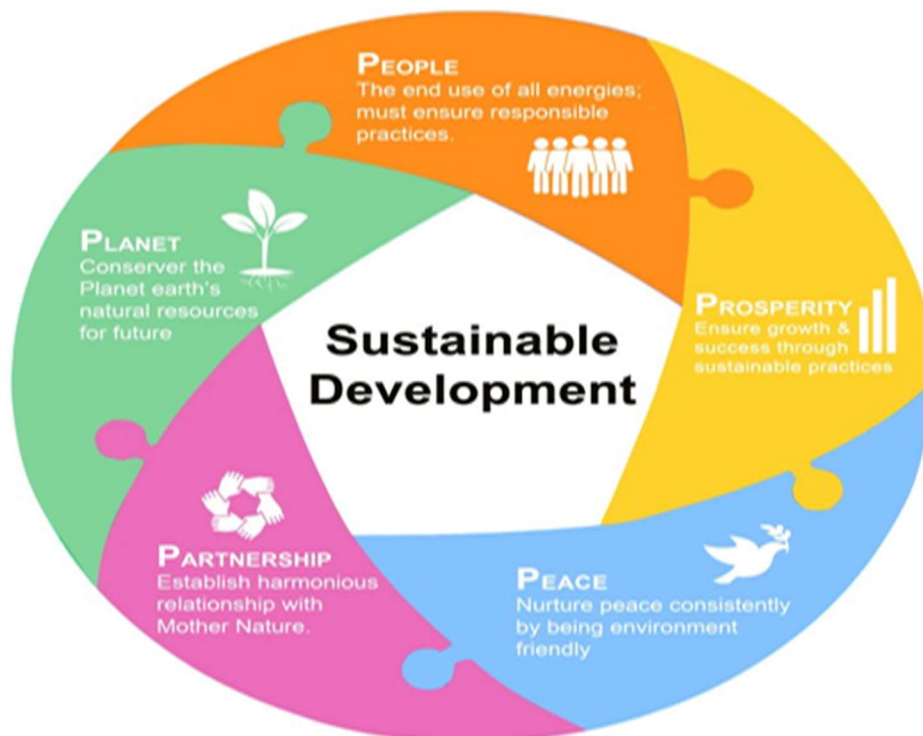 PEOPLE
The end use of all energies;
must ensure responsible
practices.
PLANET
Conserver the
Planet earth's
natural resources
for future
PROSPERITY
Ensure growth &
success through
sustainable practices
Sustainable
Development
PARTNERSHIP
Establish harmonious
relationship with
Mother Nature.
PEACE
Nurture peace consistently
by being environment
friendly